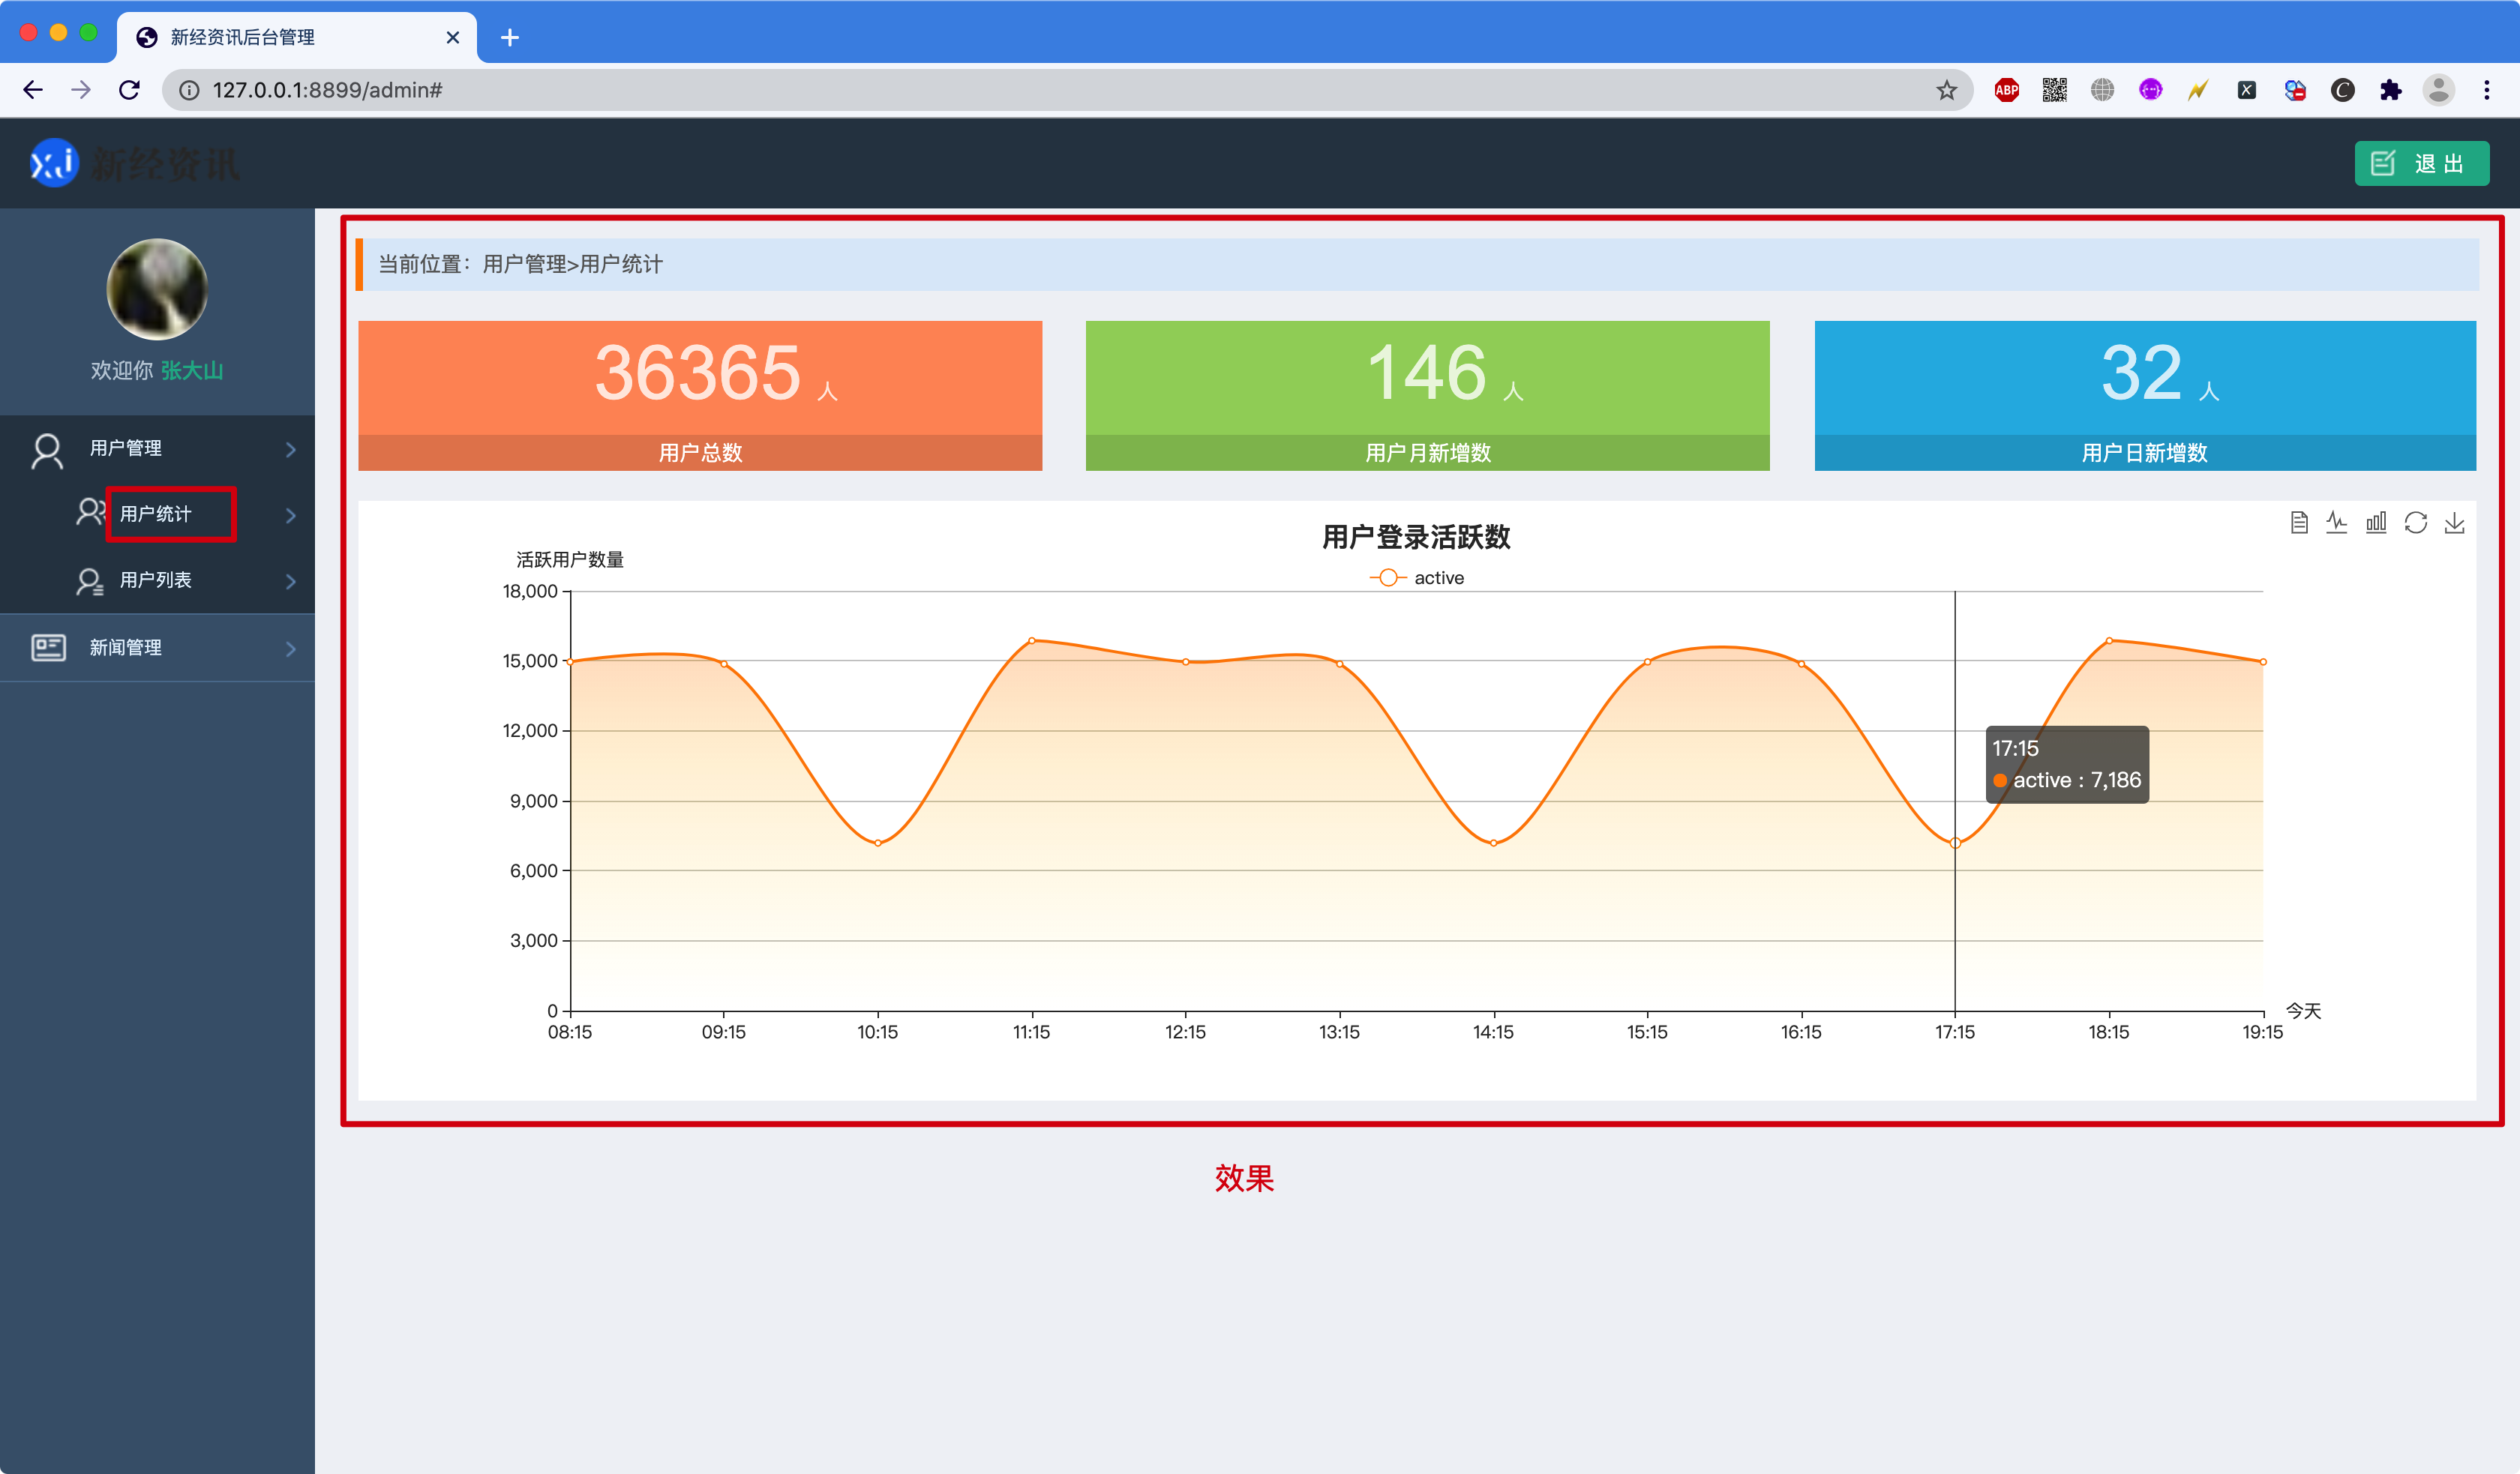 新经资讯后台管理
127.0.0.1:8899/admin#
ABP
新经资讯
退 出
欢迎你 张大山
用户管理
用户统计
用户列表
新闻管理
当前位置：用户管理>用户统计
36365 人
用户总数
146 人
用户月新增数
32 人
用户日新增数
用户登录活跃数
活跃用户数量
active
18,000
15,000
12,000
9,000
6,000
3,000
0
17:15
active : 7,186
08:15 09:15 10:15 11:15 12:15 13:15 14:15 15:15 16:15 17:15 18:15 19:15
今天
效果